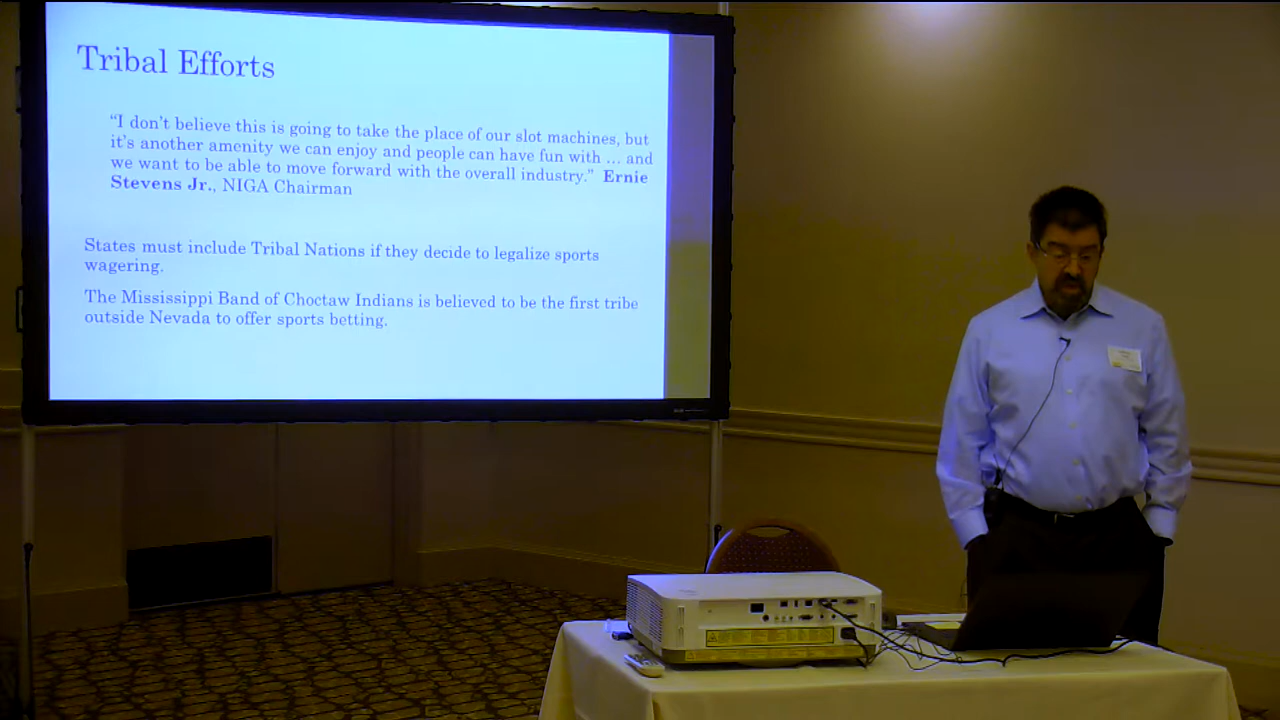 Tribal Efforts
“I don’t believe this is going to take the place of our slot machines, but
it’s another amenity we can enjoy and people can have fun with … and
we want to be able to move forward with the overall industry.” Ernie
Stevens Jr., NIGA Chairman
States must include Tribal Nations if they decide to legalize sports
wagering.
The Mississippi Band of Choctaw Indians is believed to be the first tribe
outside Nevada to offer sports betting.